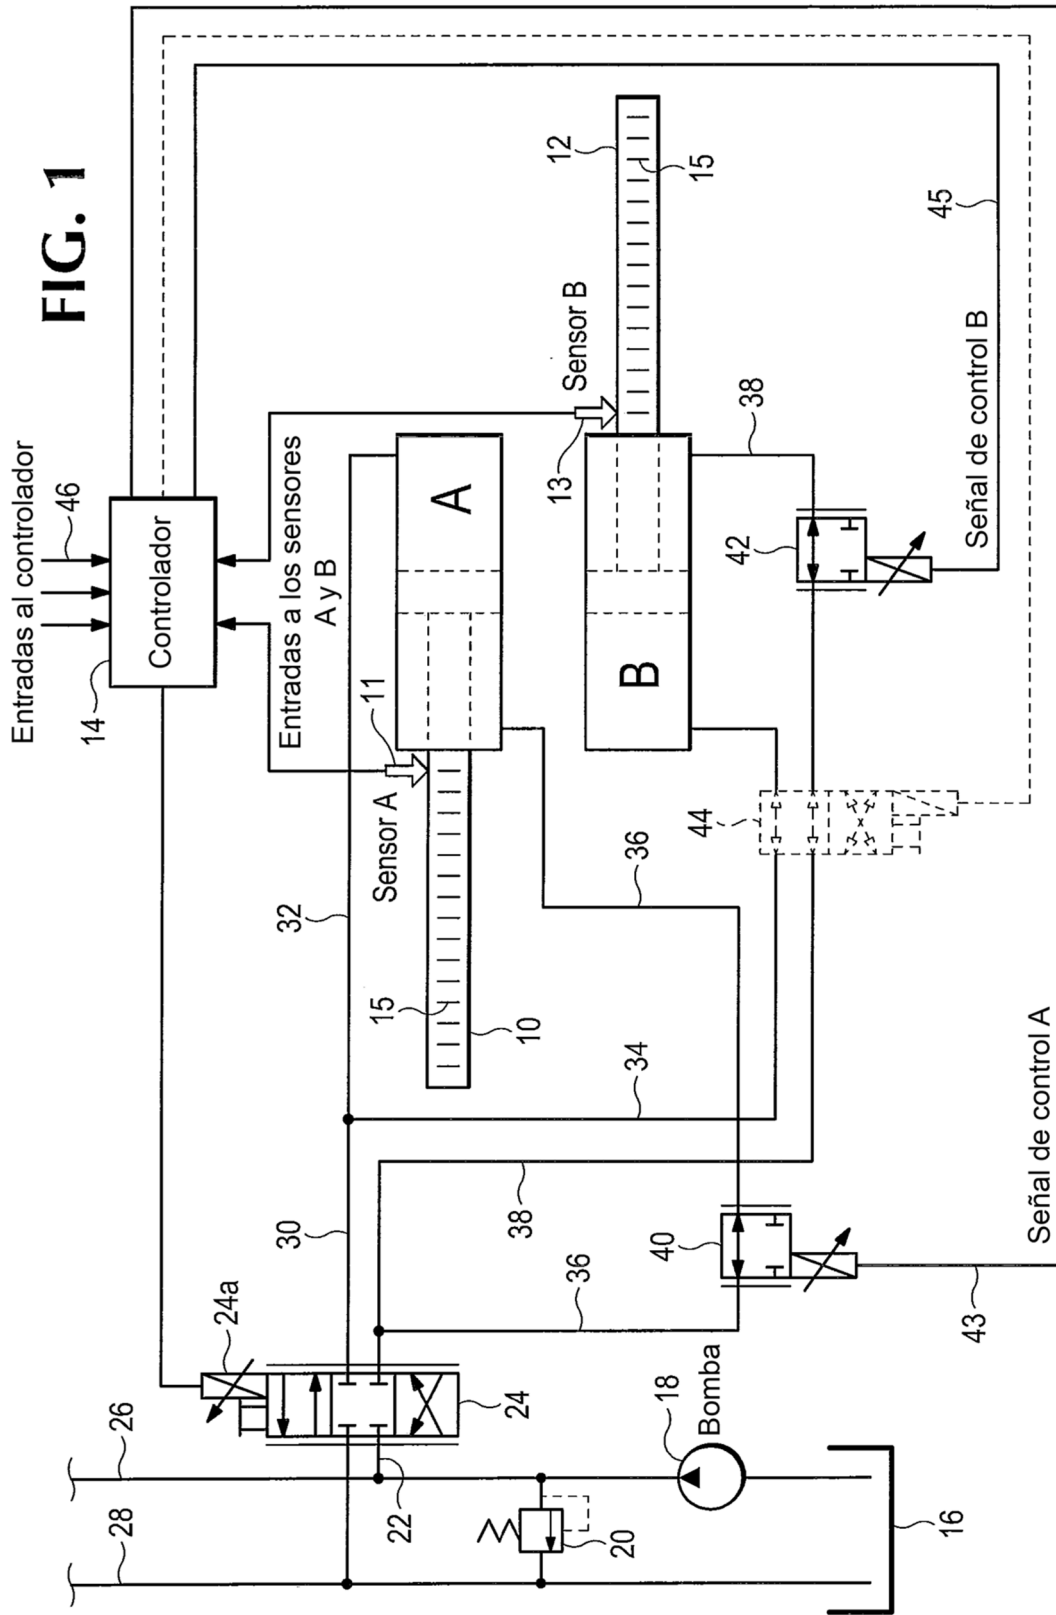 FIG. 1
Entradas al controlador
46
14
Controlador
Entradas a los sensores
A y B
Sensor B
13
12
15
A
Sensor A
11
32
15
10
B
38
42
Señal de control B
45
44
36
34
38
30
36
40
Señal de control A
43
24a
24
26
28
22
20
18
Bomba
16